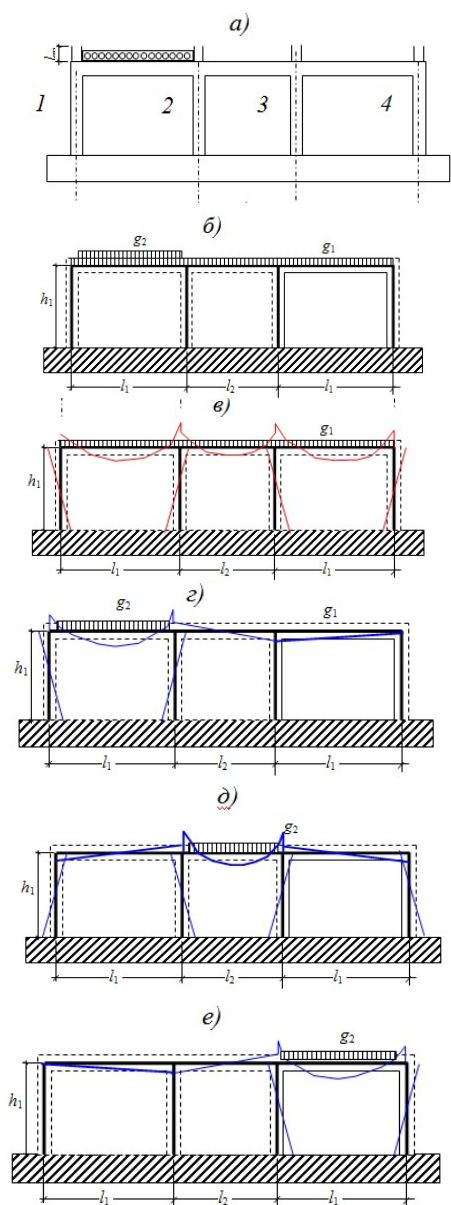 а)
1 2 3 4
б)
g₂ g₁
h₁
l₁ l₂ l₁
в)
g₁
h₁
l₁ l₂ l₁
г)
g₂ g₁
h₁
l₁ l₂ l₁
д)
g₂
h₁
l₁ l₂ l₁
е)
g₂
h₁
l₁ l₂ l₁